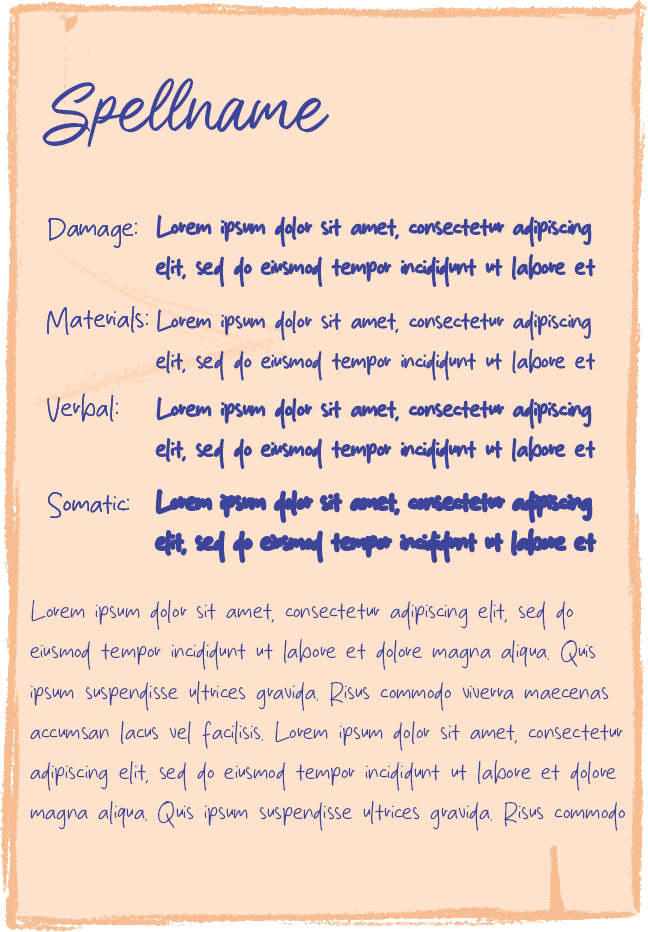 Spellname
Damage: Lorem ipsum dolor sit amet, consectetur adipiscing
elit, sed do eiusmod tempor incididunt ut labore et
Materials: Lorem ipsum dolor sit amet, consectetur adipiscing
elit, sed do eiusmod tempor incididunt ut labore et
Verbal: Lorem ipsum dolor sit amet, consectetur adipiscing
elit, sed do eiusmod tempor incididunt ut labore et
Somatic: Lorem ipsum dolor sit amet, consectetur adipiscing
elit, sed do eiusmod tempor incididunt ut labore et
Lorem ipsum dolor sit amet, consectetur adipiscing elit, sed do
eiusmod tempor incididunt ut labore et dolore magna aliqua. Quis
ipsum suspendisse ultrices gravida. Risus commodo viverra maecenas
accumsan lacus vel facilisis. Lorem ipsum dolor sit amet, consectetur
adipiscing elit, sed do eiusmod tempor incididunt ut labore et dolore
magna aliqua. Quis ipsum suspendisse ultrices gravida. Risus commodo